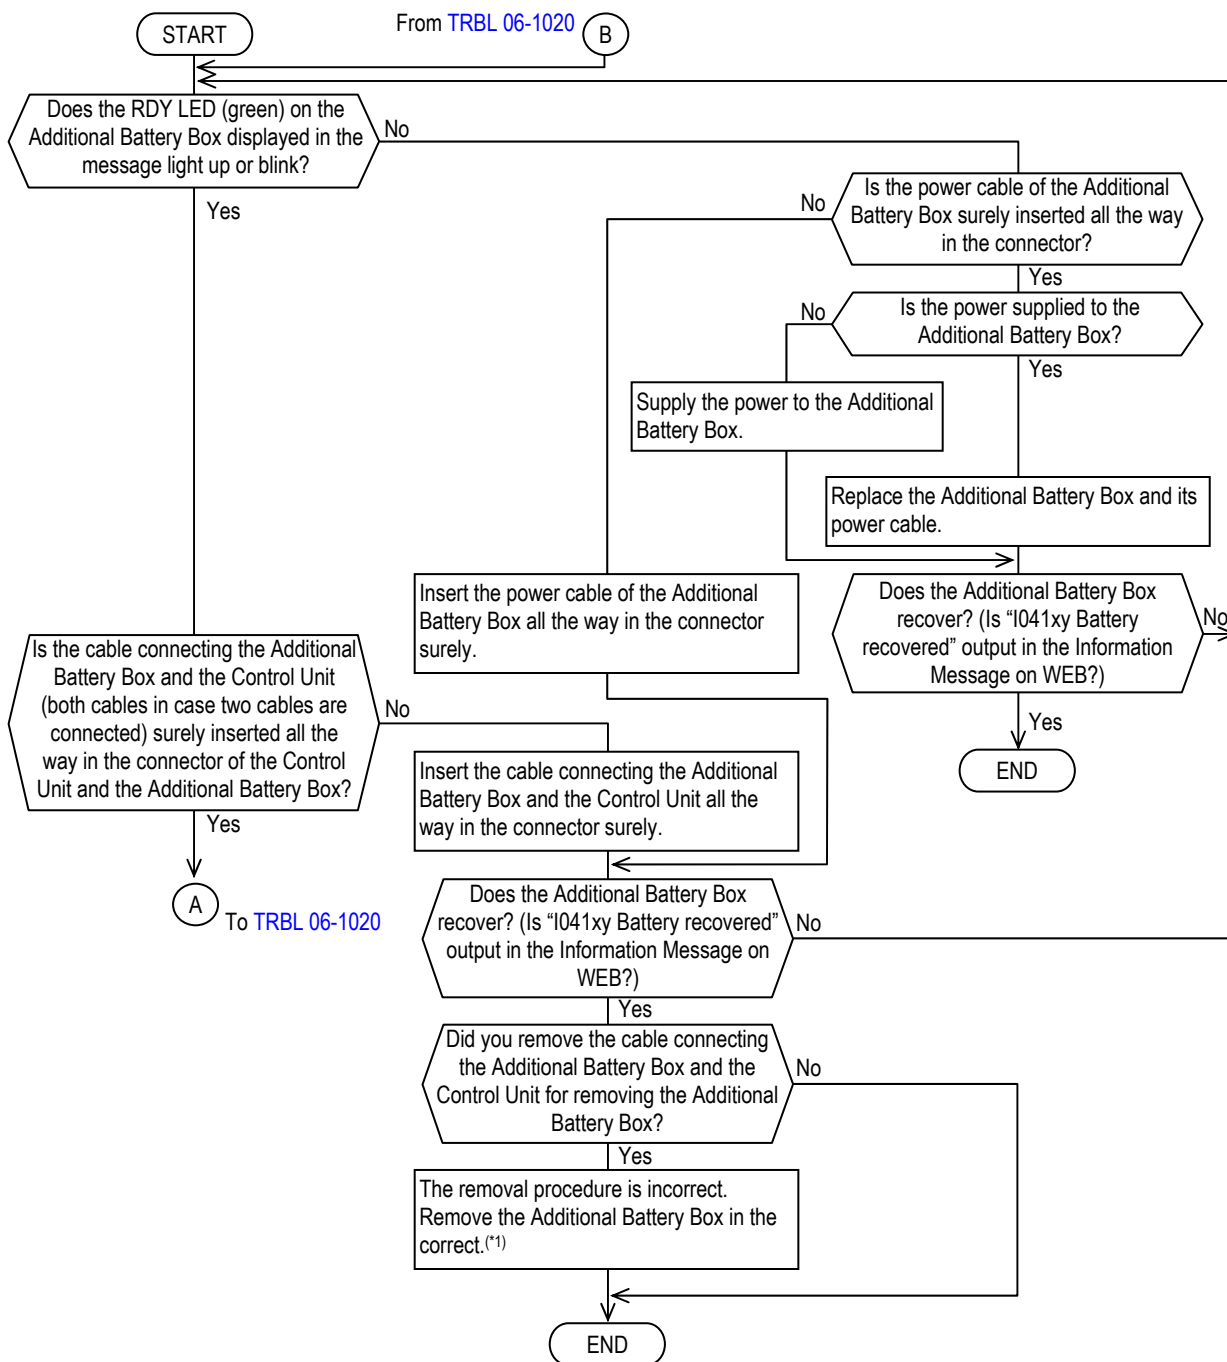 START
From TRBL 06-1020
B
Does the RDY LED (green) on the
Additional Battery Box displayed in the
message light up or blink?
No
Yes
Is the power cable of the Additional
Battery Box surely inserted all the way
in the connector?
No
Yes
Is the power supplied to the
Additional Battery Box?
No
Yes
Supply the power to the Additional
Battery Box.
Replace the Additional Battery Box and its
power cable.
Does the Additional Battery Box
recover? (Is “I041xy Battery
recovered” output in the Information
Message on WEB?)
No
Yes
END
Insert the power cable of the Additional
Battery Box all the way in the connector
surely.
Is the cable connecting the Additional
Battery Box and the Control Unit
(both cables in case two cables are
connected) surely inserted all the
way in the connector of the Control
Unit and the Additional Battery Box?
No
Yes
A
To TRBL 06-1020
Insert the cable connecting the Additional
Battery Box and the Control Unit all the
way in the connector surely.
Does the Additional Battery Box
recover? (Is “I041xy Battery recovered”
output in the Information Message on
WEB?)
No
Yes
Did you remove the cable connecting
the Additional Battery Box and the
Control Unit for removing the Additional
Battery Box?
No
Yes
The removal procedure is incorrect.
Remove the Additional Battery Box in the
correct.(*1)
END